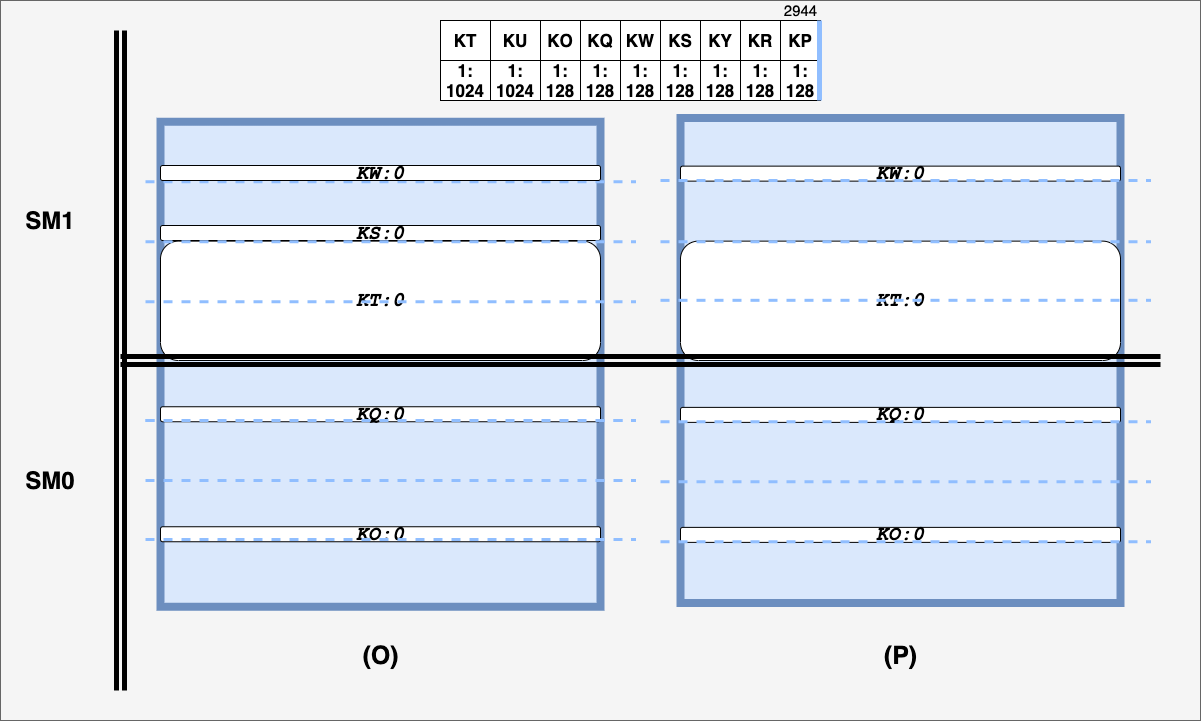 2944
KT KU KO KQ KW KS KY KR KP
1: 1: 1: 1: 1: 1: 1: 1: 1:
1024 1024 128 128 128 128 128 128 128
KW:0 KW:0
SM1
KS:0
KT:0 KT:0
KQ:0 KQ:0
SM0
KO:0 KO:0
(O) (P)